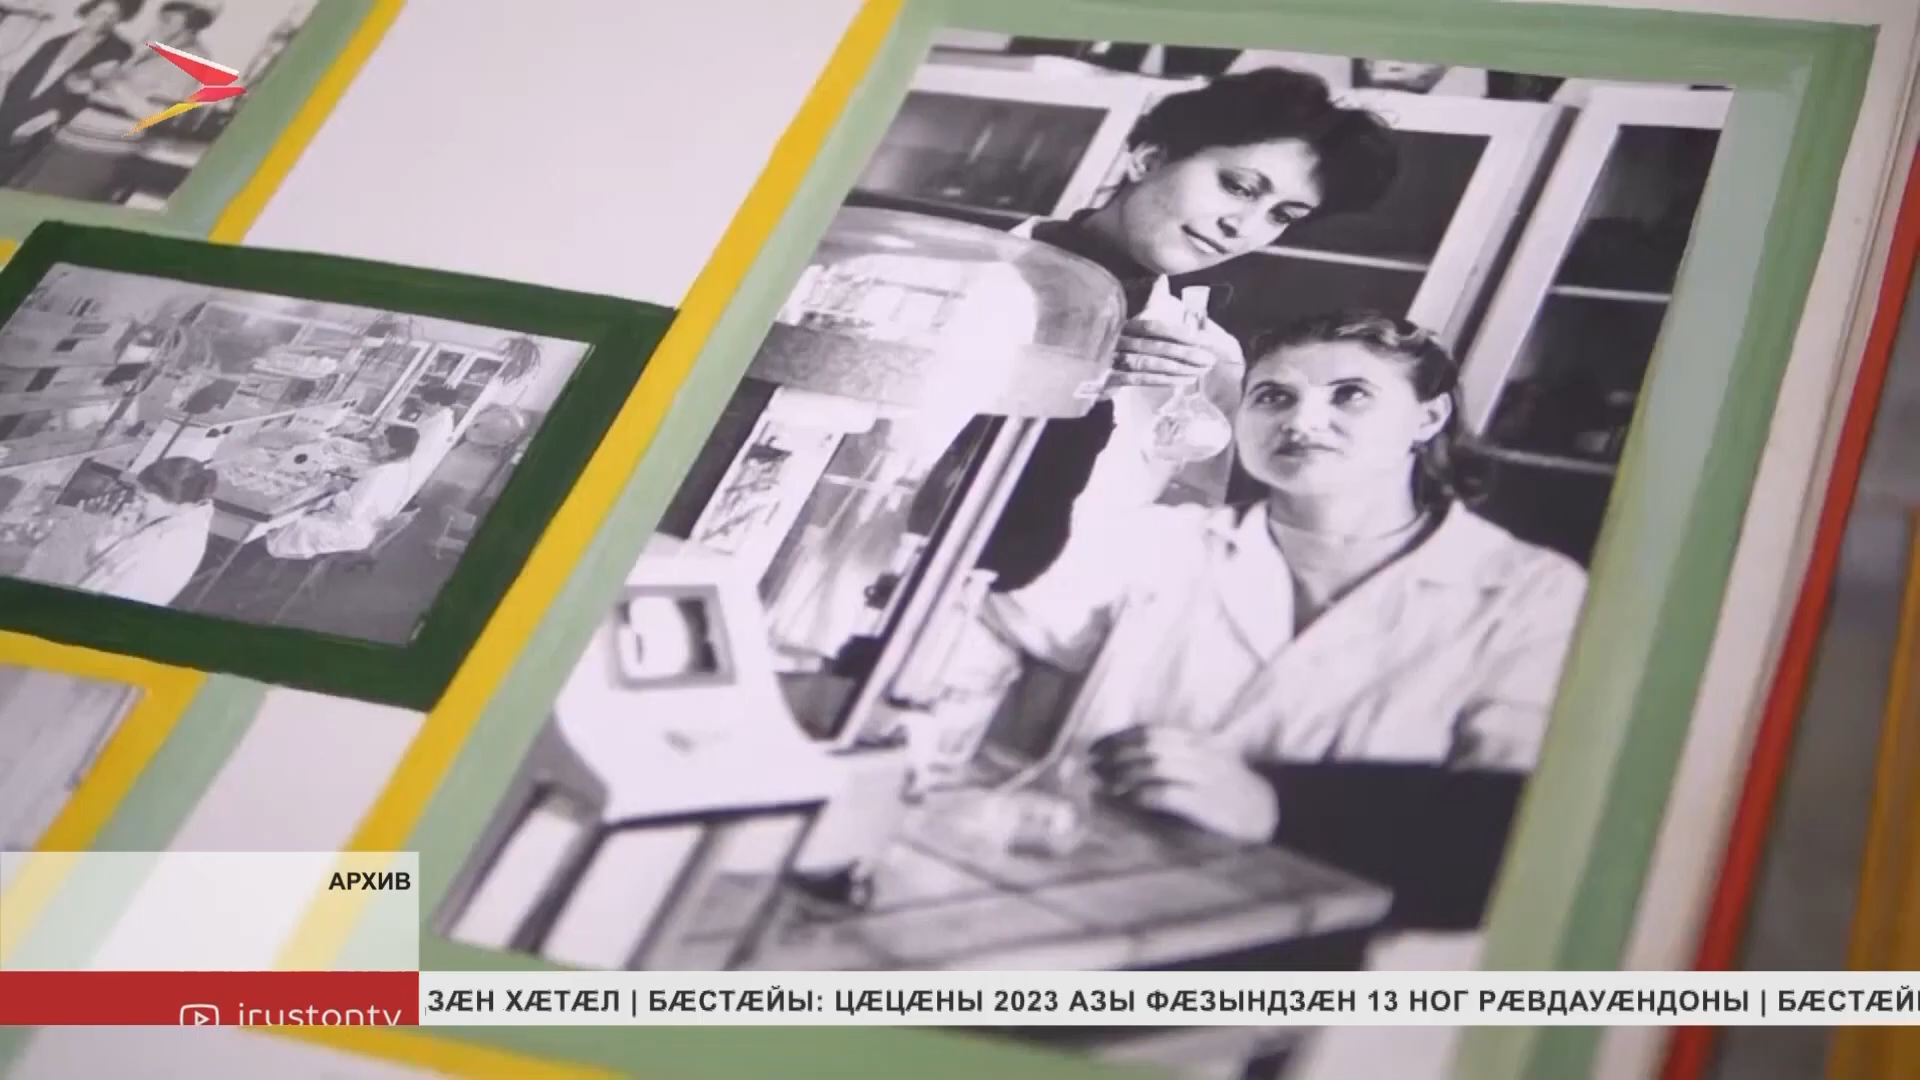 АРХИВ
irystontv
ЗÆН ХÆТÆЛ | БÆСТÆЙЫ: ЦÆЦÆНЫ 2023 АЗЫ ФÆЗЫНДЗÆН 13 НОГ РÆВДАУÆНДОНЫ | БÆСТÆЙ